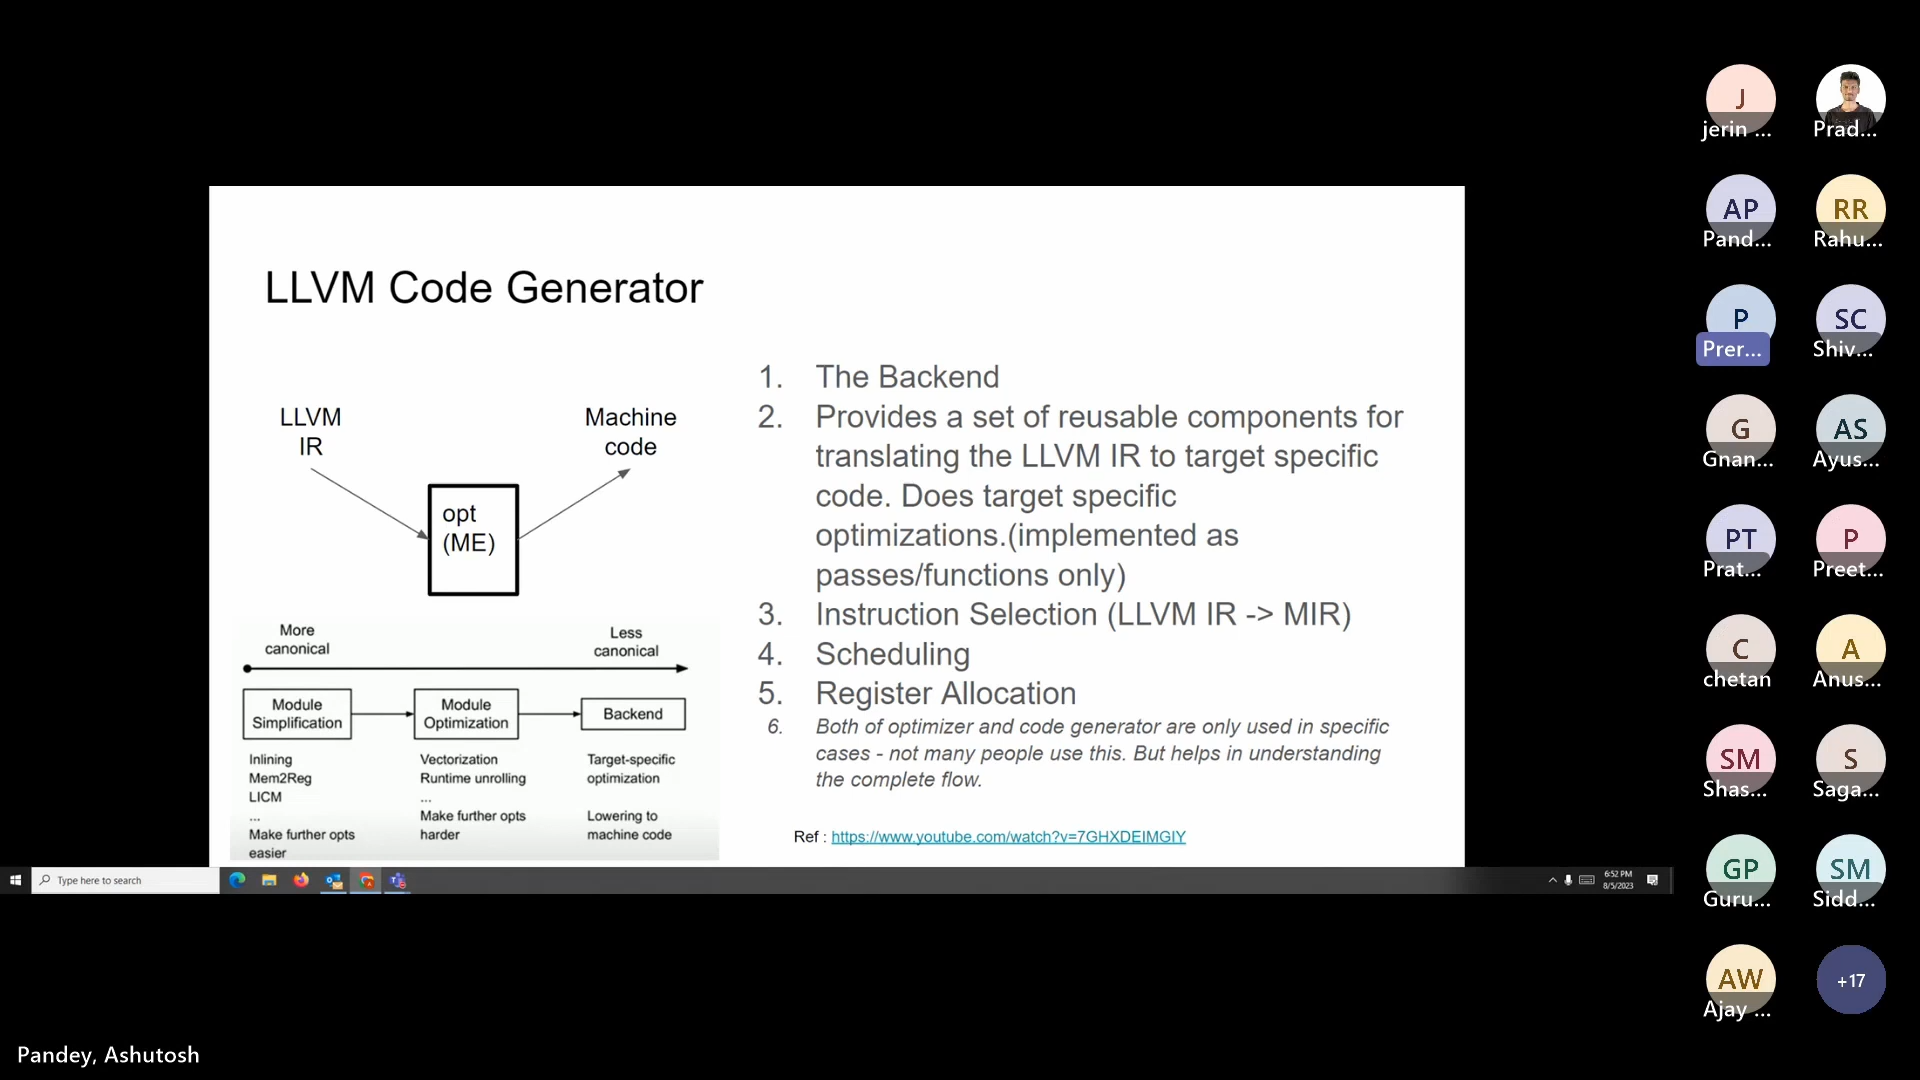 LLVM Code Generator
LLVM
IR
Machine
code
opt
(ME)
More
canonical
Less
canonical
Module
Simplification
Module
Optimization
Backend
Inlining
Mem2Reg
LICM
...
Make further opts
easier
Vectorization
Runtime unrolling
...
Make further opts
harder
Target-specific
optimization
Lowering to
machine code
1. The Backend
2. Provides a set of reusable components for
translating the LLVM IR to target specific
code. Does target specific
optimizations.(implemented as
passes/functions only)
3. Instruction Selection (LLVM IR -> MIR)
4. Scheduling
5. Register Allocation
6. Both of optimizer and code generator are only used in specific
cases - not many people use this. But helps in understanding
the complete flow.
Ref : https://www.youtube.com/watch?v=7GHXDEIMGIY
Type here to search
6:52 PM
8/5/2023
J
jerin ...
Prad...
AP
Pand...
RR
Rahu...
P
Prer...
SC
Shiv...
G
Gnan...
AS
Ayus...
PT
Prat...
P
Preet...
C
chetan
A
Anus...
SM
Shas...
S
Saga...
GP
Guru...
SM
Sidd...
AW
Ajay ...
+17
Pandey, Ashutosh